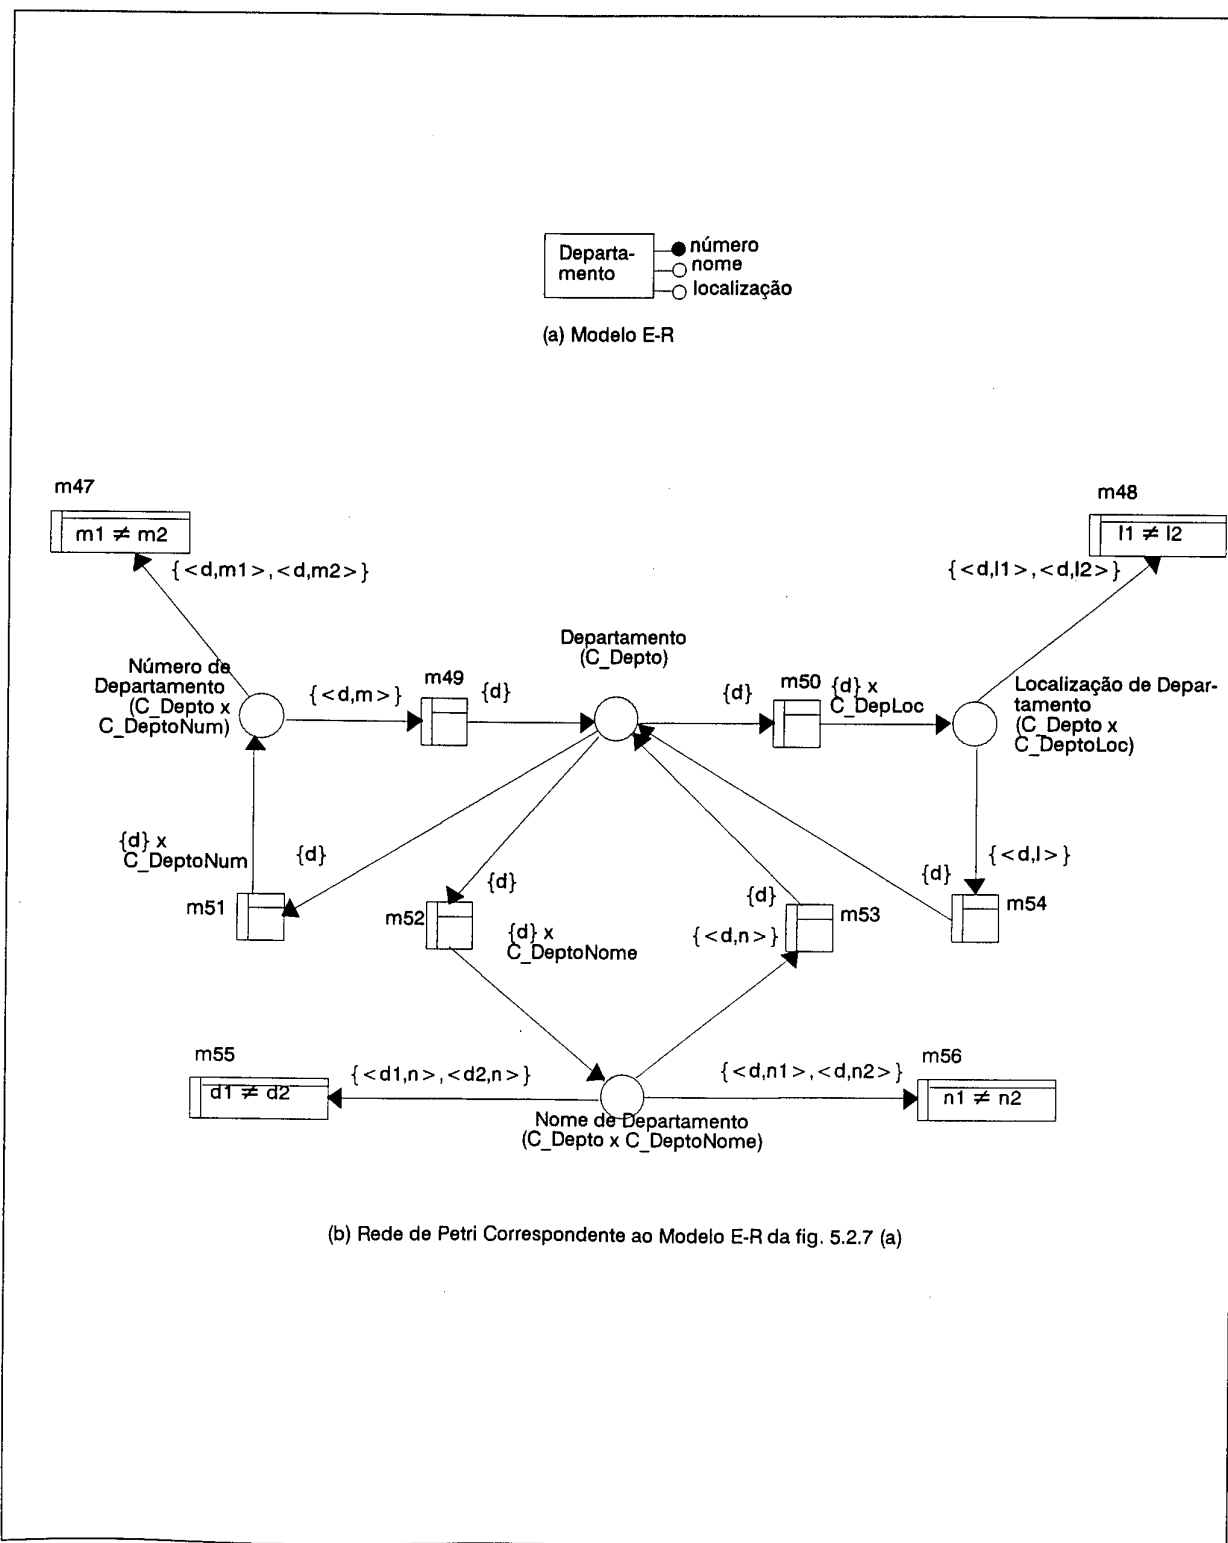 Departa-
mento
número
nome
localização
(a) Modelo E-R
m47
m1 ≠ m2
{<d,m1>,<d,m2>}
m48
l1 ≠ l2
{<d,l1>,<d,l2>}
Número de
Departamento
(C_Depto x
C_DeptoNum)
{<d,m>}
m49
{d}
Departamento
(C_Depto)
{d}
m50
{d} x
C_DepLoc
Localização de Depar-
tamento
(C_Depto x
C_DeptoLoc)
{d} x
C_DeptoNum
{d}
m51
{d}
m52
{d} x
C_DeptoNome
{d}
{<d,n>}
m53
{d}
{<d,l>}
m54
m55
d1 ≠ d2
{<d1,n>,<d2,n>}
{<d,n1>,<d,n2>}
m56
n1 ≠ n2
Nome de Departamento
(C_Depto x C_DeptoNome)
(b) Rede de Petri Correspondente ao Modelo E-R da fig. 5.2.7 (a)